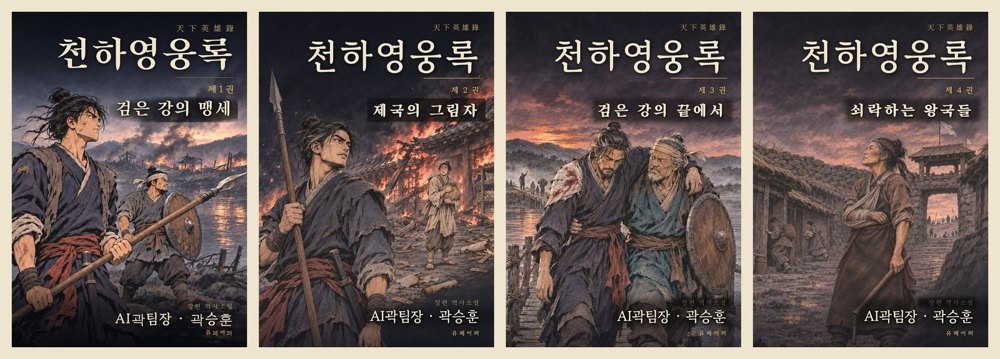 天下英雄錄
천하영웅록
제1권
검은 강의 맹세
장편 역사소설
AI곽팀장 · 곽승훈
유페이퍼
天下英雄錄
천하영웅록
제2권
제국의 그림자
장편 역사소설
AI곽팀장 · 곽승훈
유페이퍼
天下英雄錄
천하영웅록
제3권
검은 강의 끝에서
장편 역사소설
AI곽팀장 · 곽승훈
유페이퍼
天下英雄錄
천하영웅록
제4권
쇠락하는 왕국들
장편 역사소설
AI곽팀장 · 곽승훈
유페이퍼